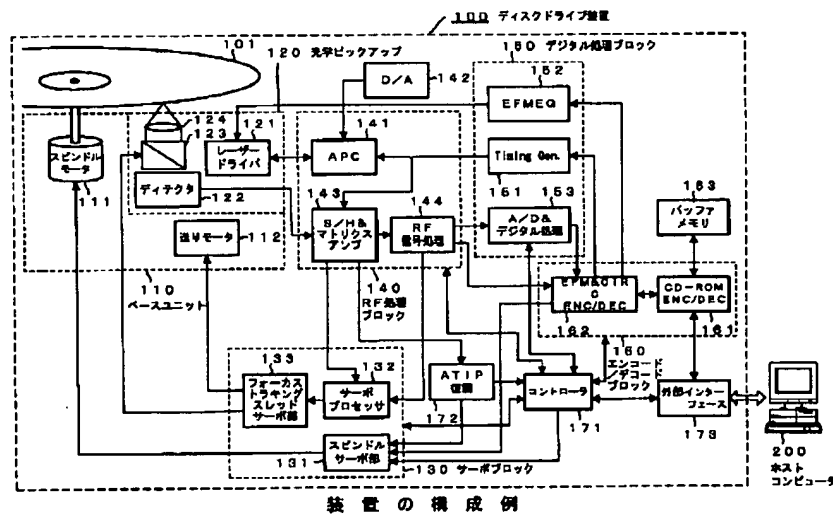 100 ディスクドライブ装置
101
120 光学ピックアップ
150 デジタル処理ブロック
D/A
142
152
EFMEQ
124
123
121
レーザー
ドライバ
141
APC
Timing Gen.
151
スピンドル
モータ
111
ディテクタ
122
143
S/H&
マトリクス
アンプ
144
RF
信号処理
153
A/D&
デジタル処理
163
バッファ
メモリ
送りモータ
112
110
ベースユニット
140
RF処理
ブロック
EFM&CIR
C
ENC/DEC
162
CD-ROM
ENC/DEC
161
160
エンコード
/デコード
ブロック
133
フォーカス
トラキング
スレッド
サーボ部
132
サーボ
プロセッサ
ATIP
復調
172
コントローラ
171
外部インター
フェース
173
200
ホスト
コンピュータ
スピンドル
サーボ部
131
130 サーボブロック
装置の構成例